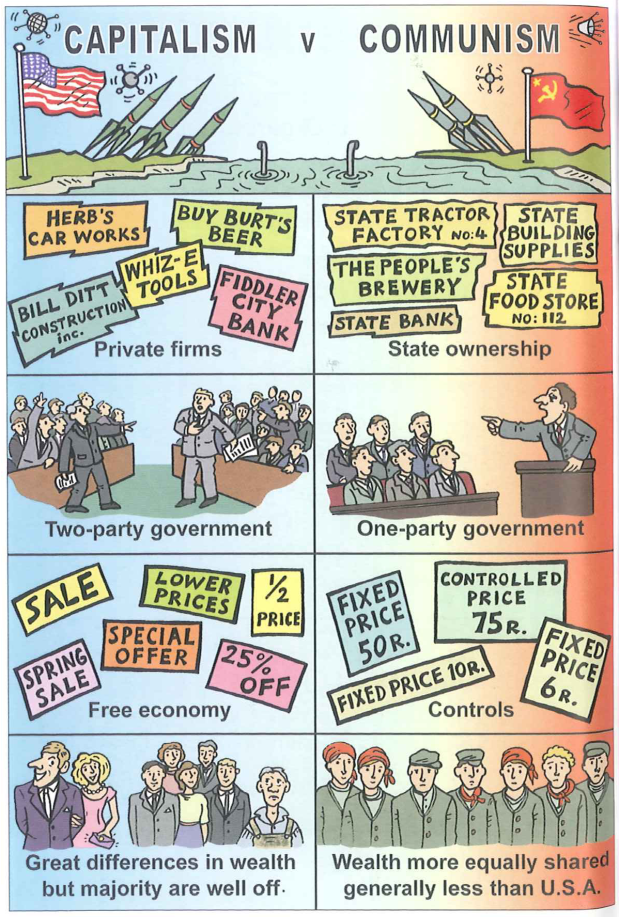 CAPITALISM v COMMUNISM
HERB'S
CAR WORKS
BUY BURT'S
BEER
WHIZ-E
TOOLS
BILL DITT
CONSTRUCTION
inc.
FIDDLER
CITY
BANK
Private firms
STATE TRACTOR
FACTORY NO:4
STATE
BUILDING
SUPPLIES
THE PEOPLE'S
BREWERY
STATE
FOOD STORE
NO: 112
STATE BANK
State ownership
Two-party government
One-party government
SALE
LOWER
PRICES
1/2
PRICE
SPECIAL
OFFER
SPRING
SALE
25%
OFF
Free economy
FIXED
PRICE
50R.
CONTROLLED
PRICE
75R.
FIXED PRICE 10R.
FIXED
PRICE
6R.
Controls
Great differences in wealth
but majority are well off.
Wealth more equally shared
generally less than U.S.A.